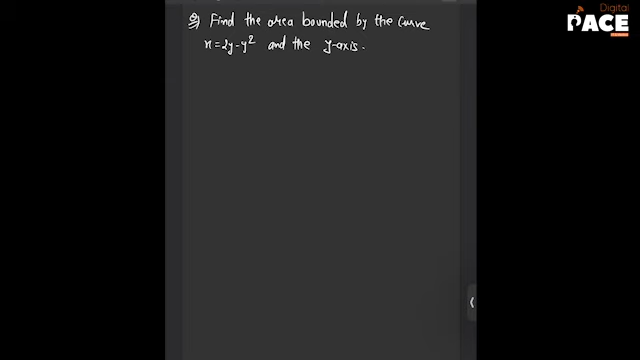 Q) Find the area bounded by the curve
x = 2y - y² and the y-axis.
Digital
PACE